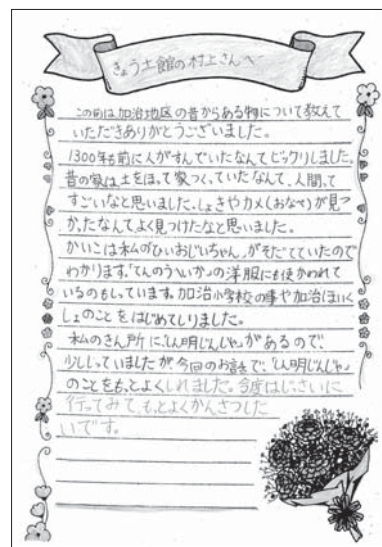 きょう土館の村上さんへ
この前は加治地区の昔からある物について教えて
いただきありがとうございました。
1300年も前に人がすんでいたなんてビックリしました。
昔の家は土をほって家つくっていたなんて、人間って
すごいなと思いました。しょきやカメ(おなべ)が見つ
かったなんてよく見つけたなと思いました。
かいこは私の「ひいおじいちゃん」がそだてていたので
わかります。「てんのうへいか」の洋服にも使われて
いるのもしっています。加治小学校の事や加治ほいく
しょのことをはじめてしりました。
私のきん所に「しん明じんじゃ」があるので、
少ししっていましたが、今回のお話で、「しん明じんじゃ」
のことをもっとよくしれました。今度はじっさいに
行ってみて、もっとよくかんさつした
いです。